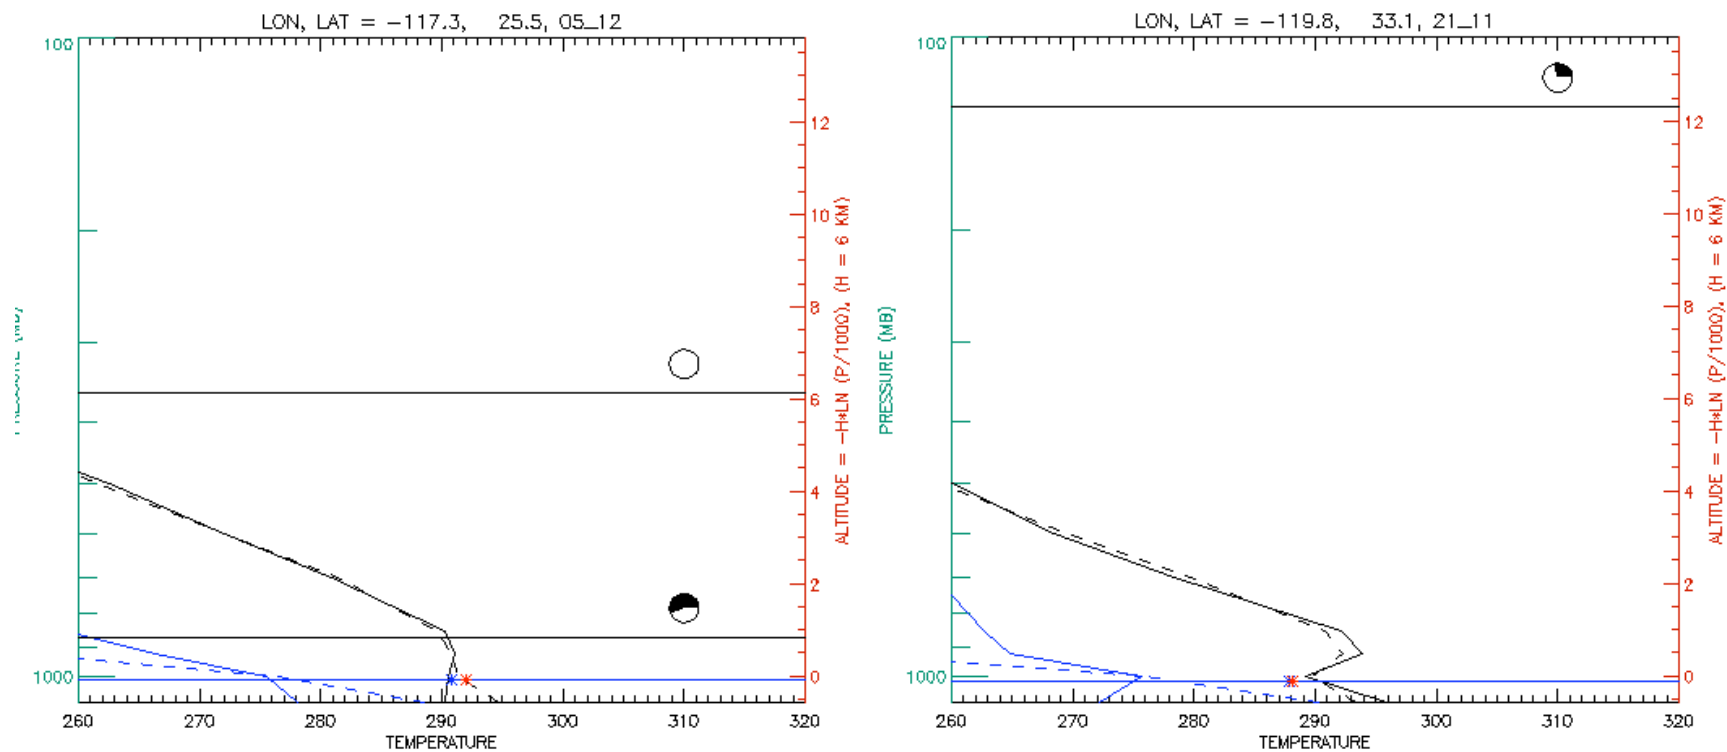 LON, LAT = -117.3, 25.5, 05_12
100
1000
12
10
8
6
4
2
0
ALTITUDE = -H*LN (P/1000), (H = 6 KM)
260 270 280 290 300 310 320
TEMPERATURE
LON, LAT = -119.8, 33.1, 21_11
100
1000
PRESSURE (MB)
12
10
8
6
4
2
0
ALTITUDE = -H*LN (P/1000), (H = 6 KM)
260 270 280 290 300 310 320
TEMPERATURE